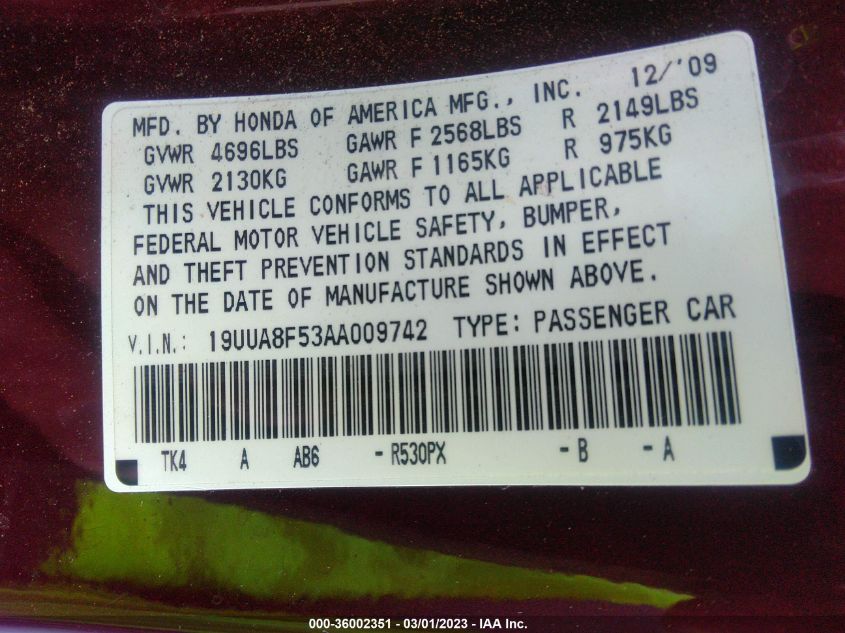 MFD. BY HONDA OF AMERICA MFG., INC. 12/'09
GVWR 4696LBS GAWR F 2568LBS R 2149LBS
GVWR 2130KG GAWR F 1165KG R 975KG
THIS VEHICLE CONFORMS TO ALL APPLICABLE
FEDERAL MOTOR VEHICLE SAFETY, BUMPER,
AND THEFT PREVENTION STANDARDS IN EFFECT
ON THE DATE OF MANUFACTURE SHOWN ABOVE.
V.I.N.: 19UUA8F53AA009742 TYPE: PASSENGER CAR
TK4 A AB6 - R530PX - B - A
000-36002351 - 03/01/2023 - IAA Inc.